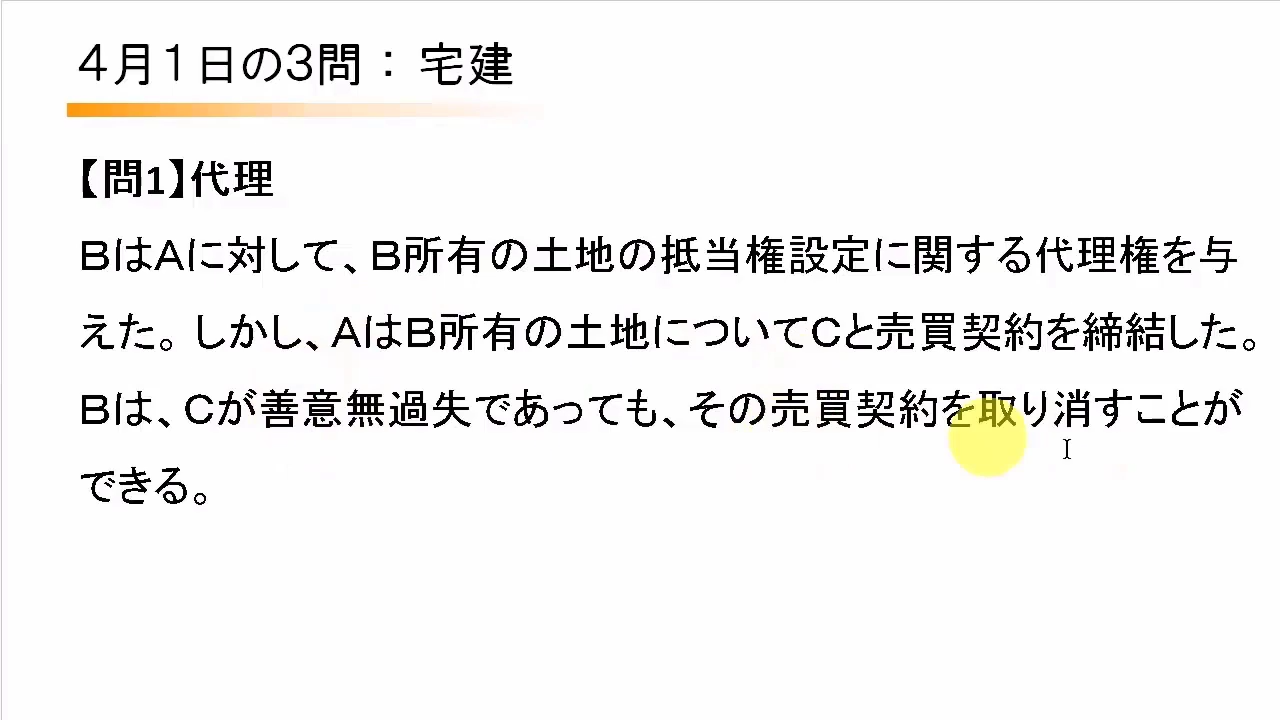 ４月１日の3問：宅建
【問1】代理
ＢはＡに対して、Ｂ所有の土地の抵当権設定に関する代理権を与
えた。しかし、ＡはＢ所有の土地についてＣと売買契約を締結した。
Ｂは、Ｃが善意無過失であっても、その売買契約を取り消すことが
できる。